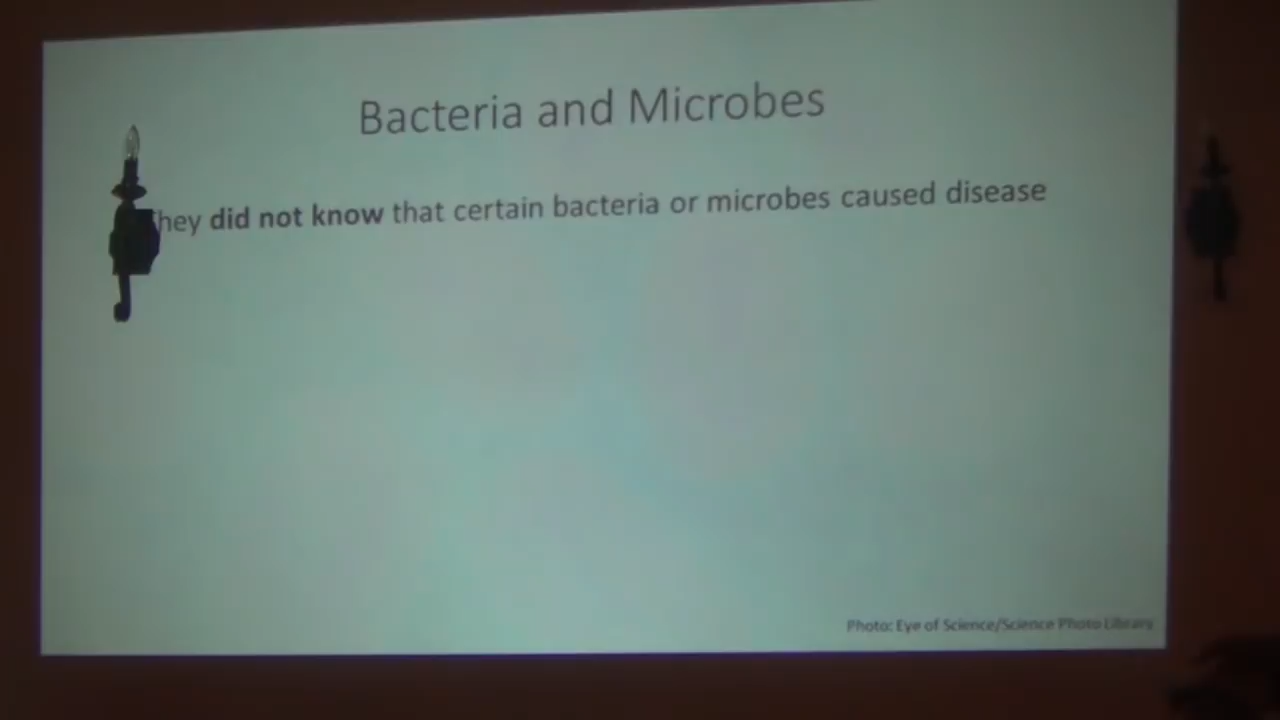 Bacteria and Microbes
They did not know that certain bacteria or microbes caused disease
Photo: Eye of Science/Science Photo Library